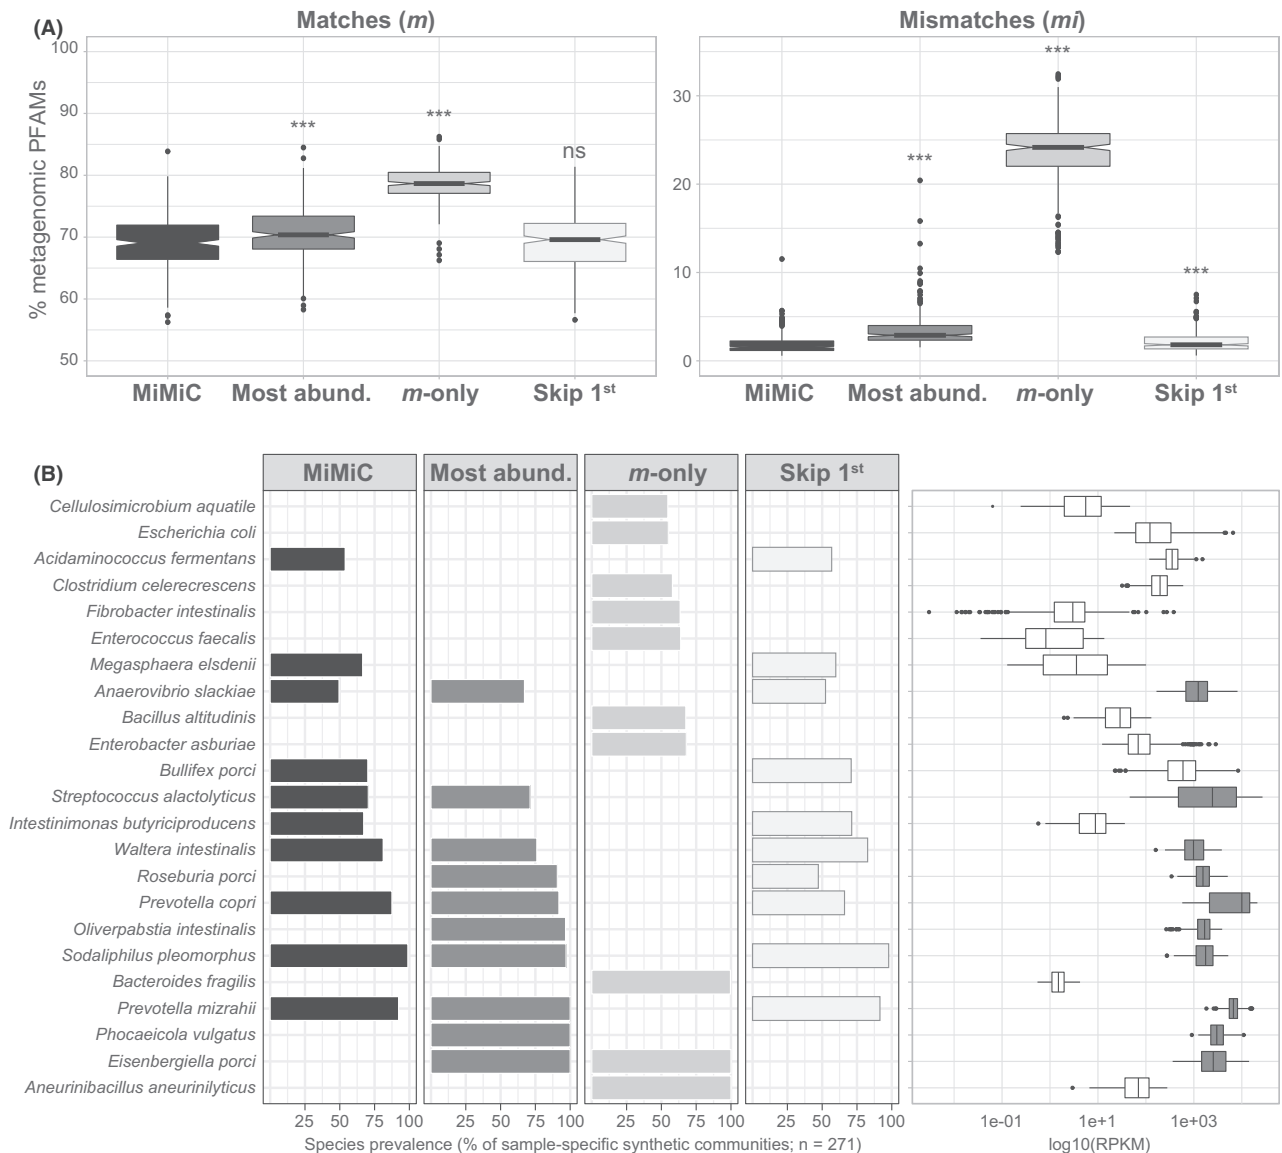 (A)
Matches (m)
Mismatches (mi)
% metagenomic PFAMs
100
90
80
70
60
50
***
***
ns
MiMiC
Most abund.
m-only
Skip 1st
30
20
10
0
***
***
***
MiMiC
Most abund.
m-only
Skip 1st
(B)
MiMiC
Most abund.
m-only
Skip 1st
Cellulosimicrobium aquatile
Escherichia coli
Acidaminococcus fermentans
Clostridium celerecrescens
Fibrobacter intestinalis
Enterococcus faecalis
Megasphaera elsdenii
Anaerovibrio slackiae
Bacillus altitudinis
Enterobacter asburiae
Bullifex porci
Streptococcus alactolyticus
Intestinimonas butyriciproducens
Waltera intestinalis
Roseburia porci
Prevotella copri
Oliverpabstia intestinalis
Sodaliphilus pleomorphus
Bacteroides fragilis
Prevotella mizrahii
Phocaeicola vulgatus
Eisenbergiella porci
Aneurinibacillus aneurinilyticus
25 50 75 100
25 50 75 100
25 50 75 100
25 50 75 100
1e-01 1e+01 1e+03
Species prevalence (% of sample-specific synthetic communities; n = 271)
log10(RPKM)